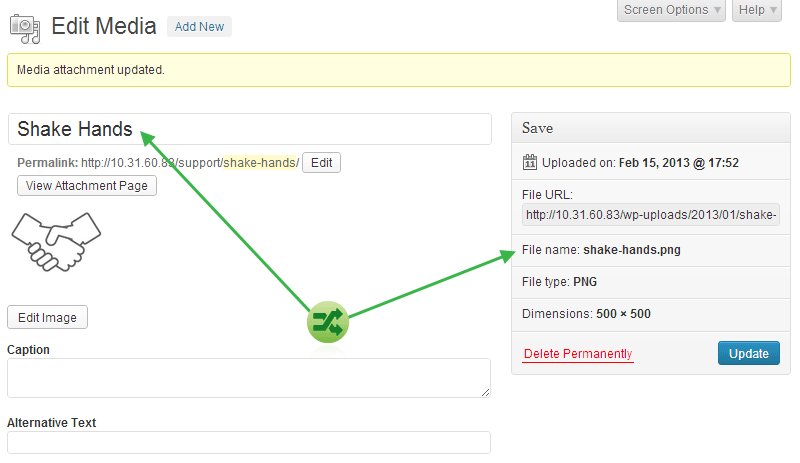 Screen Options
Help
Edit Media
Add New
Media attachment updated.
Shake Hands
Permalink: http://10.31.60.83/support/shake-hands/ Edit
View Attachment Page
Edit Image
Caption
Alternative Text
Save
11 Uploaded on: Feb 15, 2013 @ 17:52
File URL:
http://10.31.60.83/wp-uploads/2013/01/shake-
File name: shake-hands.png
File type: PNG
Dimensions: 500 × 500
Delete Permanently
Update